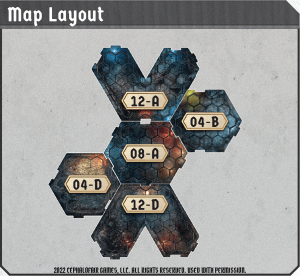 Map Layout
12-A
04-B
08-A
04-D
12-D
2022 CEPHALOFAIR GAMES, LLC. ALL RIGHTS RESERVED. USED WITH PERMISSION.